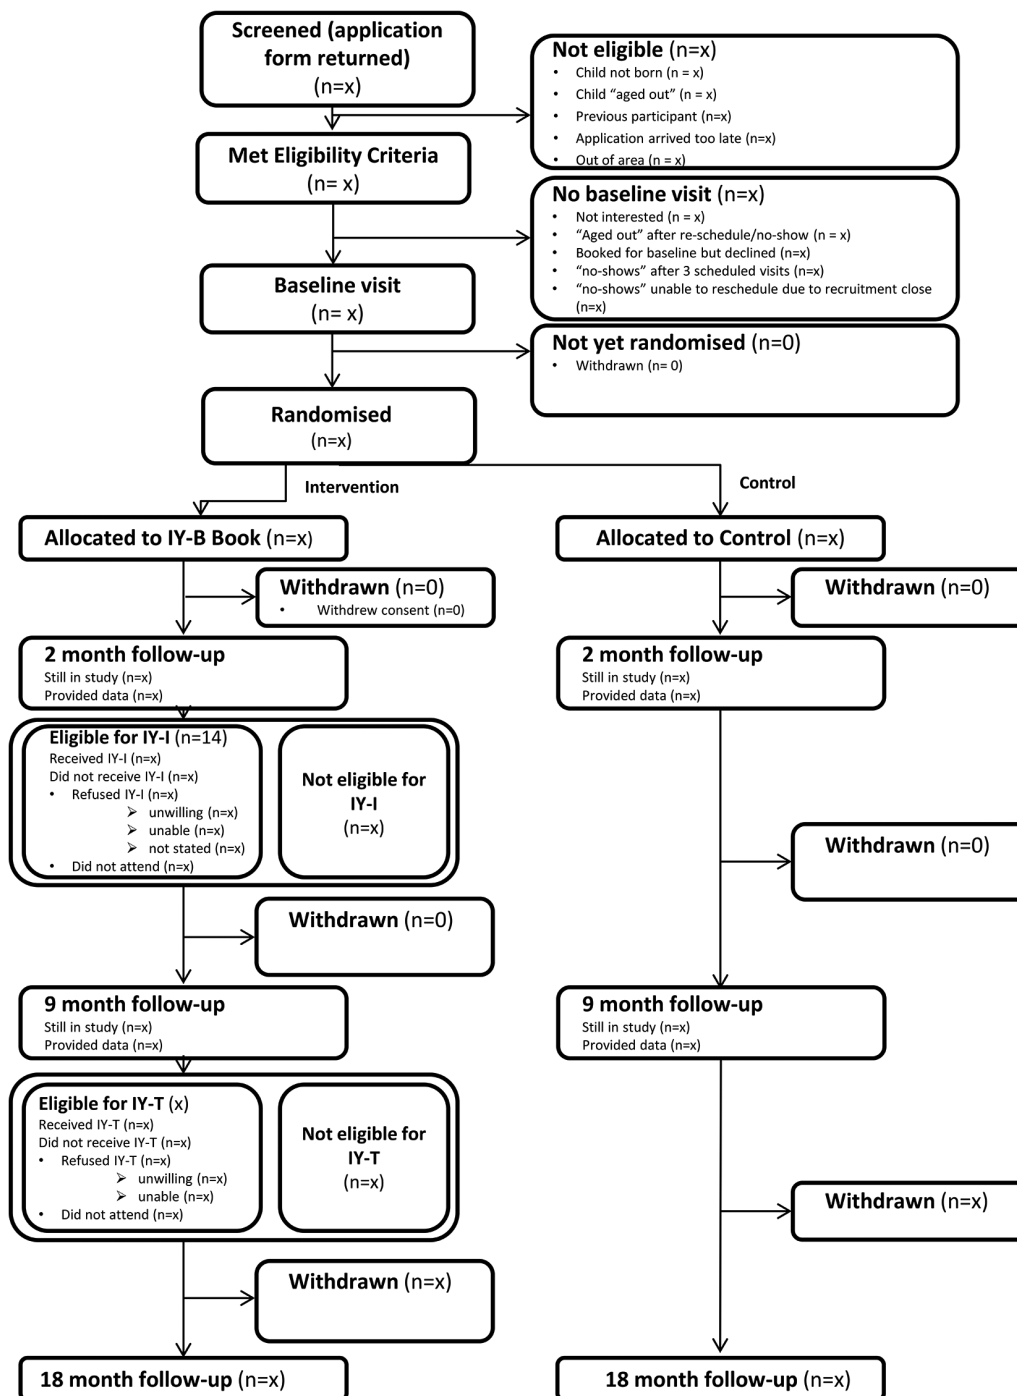 Screened (application
form returned)
(n=x)
Not eligible (n=x)
• Child not born (n = x)
• Child “aged out” (n = x)
• Previous participant (n=x)
• Application arrived too late (n=x)
• Out of area (n = x)
Met Eligibility Criteria
(n= x)
No baseline visit (n=x)
• Not interested (n = x)
• “Aged out” after re-schedule/no-show (n = x)
• Booked for baseline but declined (n=x)
• “no-shows” after 3 scheduled visits (n=x)
• “no-shows” unable to reschedule due to recruitment close
(n=x)
Baseline visit
(n= x)
Not yet randomised (n=0)
• Withdrawn (n= 0)
Randomised
(n=x)
Intervention
Control
Allocated to IY-B Book (n=x)
Allocated to Control (n=x)
Withdrawn (n=0)
• Withdrew consent (n=0)
Withdrawn (n=0)
2 month follow-up
Still in study (n=x)
Provided data (n=x)
2 month follow-up
Still in study (n=x)
Provided data (n=x)
Eligible for IY-I (n=14)
Received IY-I (n=x)
Did not receive IY-I (n=x)
• Refused IY-I (n=x)
➢ unwilling (n=x)
➢ unable (n=x)
➢ not stated (n=x)
• Did not attend (n=x)
Not eligible for
IY-I
(n=x)
Withdrawn (n=0)
Withdrawn (n=0)
9 month follow-up
Still in study (n=x)
Provided data (n=x)
9 month follow-up
Still in study (n=x)
Provided data (n=x)
Eligible for IY-T (x)
Received IY-T (n=x)
Did not receive IY-T (n=x)
• Refused IY-T (n=x)
➢ unwilling (n=x)
➢ unable (n=x)
• Did not attend (n=x)
Not eligible for
IY-T
(n=x)
Withdrawn (n=x)
Withdrawn (n=x)
18 month follow-up (n=x)
18 month follow-up (n=x)